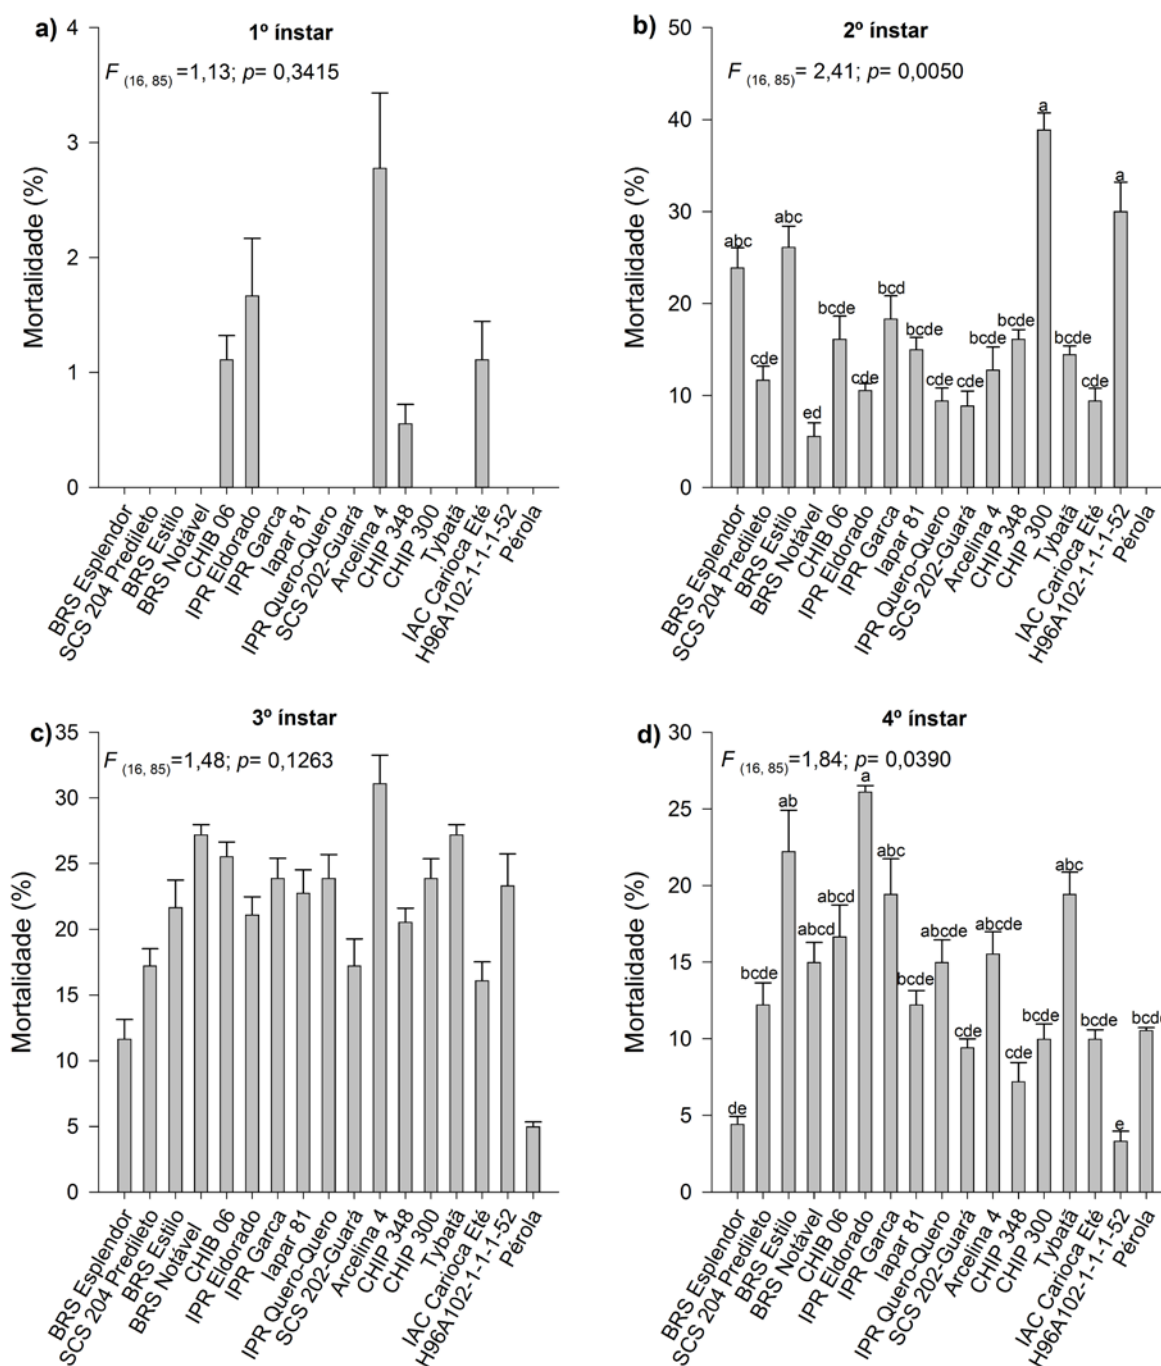 a)
1º ínstar
F (16, 85) =1,13; p= 0,3415
Mortalidade (%)
4
3
2
1
0
BRS Esplendor
SCS 204 Predileto
BRS Estilo
BRS Notável
CHIB 06
IPR Eldorado
IPR Garca
Iapar 81
IPR Quero-Quero
SCS 202-Guará
Arcelina 4
CHIP 348
CHIP 300
Tybatã
IAC Carioca Eté
H96A102-1-1-1-52
Pérola
b)
2º ínstar
F (16, 85) = 2,41; p= 0,0050
Mortalidade (%)
50
40
30
20
10
0
abc
cde
abc
ed
bcde
cde
bcd
bcde
cde
cde
bcde
bcde
a
bcde
cde
a
BRS Esplendor
SCS 204 Predileto
BRS Estilo
BRS Notável
CHIB 06
IPR Eldorado
IPR Garca
Iapar 81
IPR Quero-Quero
SCS 202-Guará
Arcelina 4
CHIP 348
CHIP 300
Tybatã
IAC Carioca Eté
H96A102-1-1-1-52
Pérola
c)
3º ínstar
F (16, 85) =1,48; p= 0,1263
Mortalidade (%)
35
30
25
20
15
10
5
0
BRS Esplendor
SCS 204 Predileto
BRS Estilo
BRS Notável
CHIB 06
IPR Eldorado
IPR Garca
Iapar 81
IPR Quero-Quero
SCS 202-Guará
Arcelina 4
CHIP 348
CHIP 300
Tybatã
IAC Carioca Eté
H96A102-1-1-1-52
Pérola
d)
4º ínstar
F (16, 85) =1,84; p= 0,0390
Mortalidade (%)
30
25
20
15
10
5
0
de
bcde
ab
abcd
abcd
a
abc
bcde
abcde
cde
abcde
cde
bcde
abc
bcde
e
bcde
BRS Esplendor
SCS 204 Predileto
BRS Estilo
BRS Notável
CHIB 06
IPR Eldorado
IPR Garca
Iapar 81
IPR Quero-Quero
SCS 202-Guará
Arcelina 4
CHIP 348
CHIP 300
Tybatã
IAC Carioca Eté
H96A102-1-1-1-52
Pérola